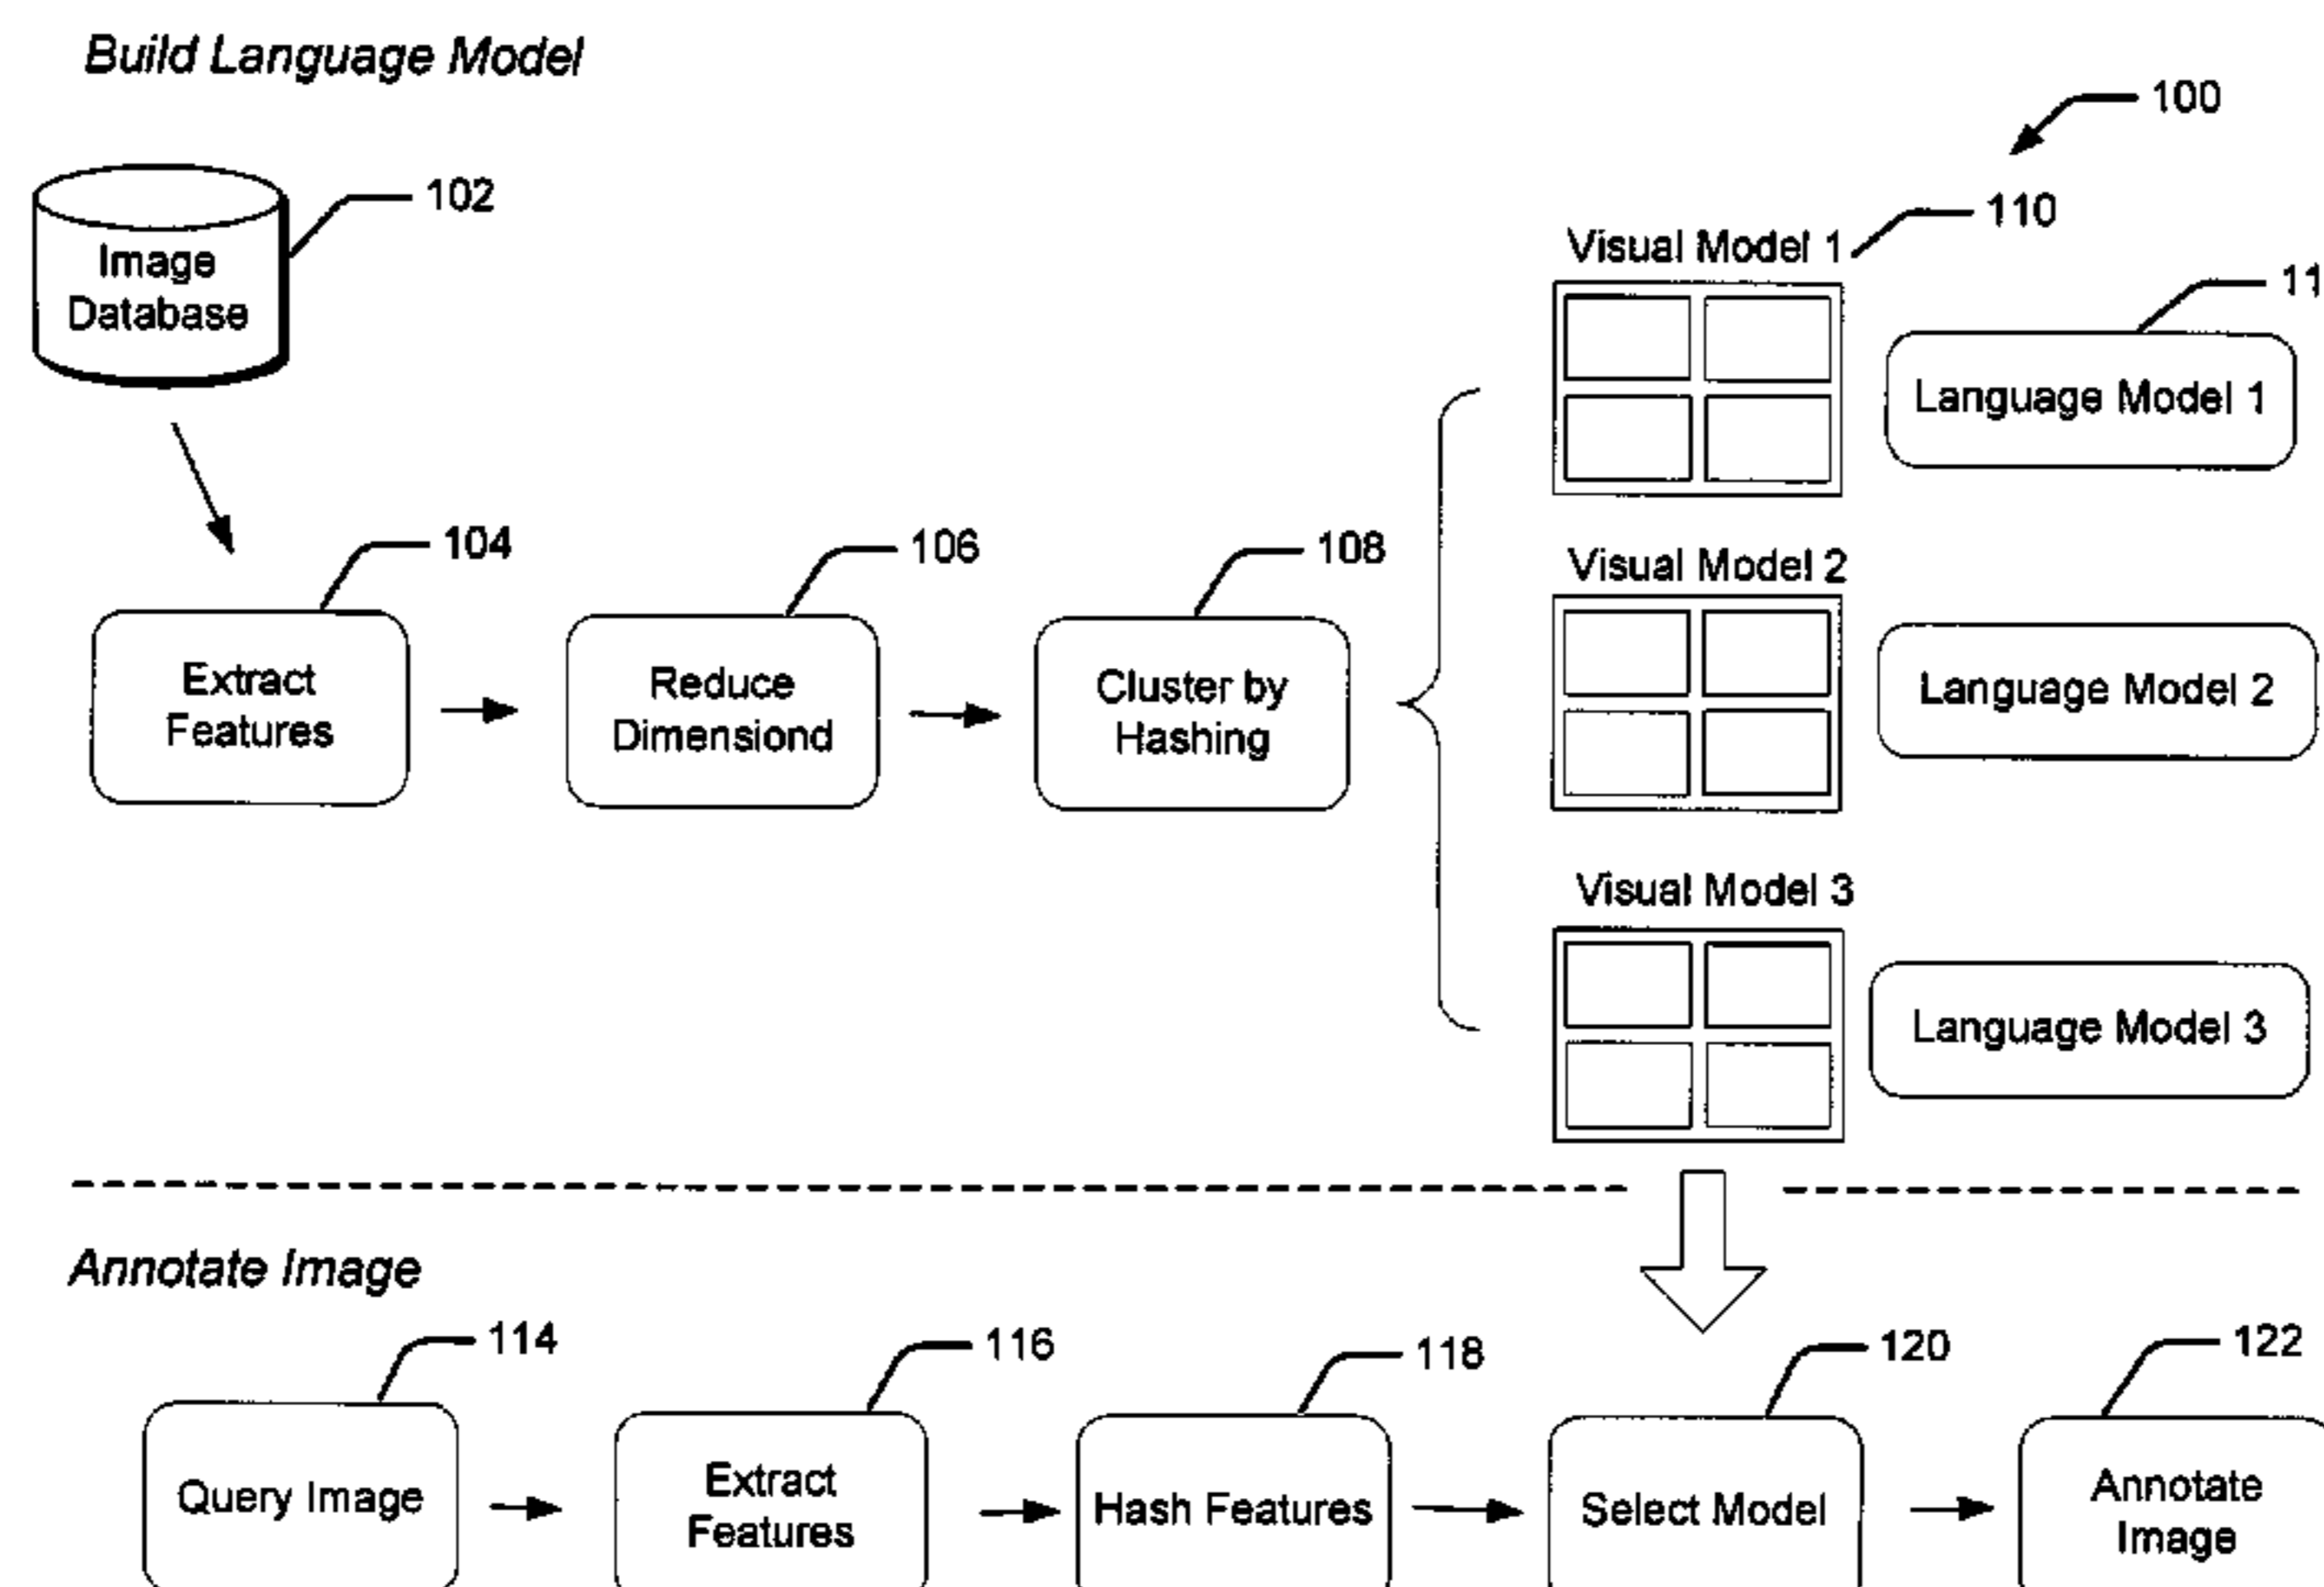 Build Language Model
100
102
110
Image
Database
Visual Model 1
11
Language Model 1
104
106
108
Visual Model 2
Extract
Features
Reduce
Dimensiond
Cluster by
Hashing
Language Model 2
Visual Model 3
Language Model 3
Annotate Image
114
116
118
120
122
Query Image
Extract
Features
Hash Features
Select Model
Annotate
Image